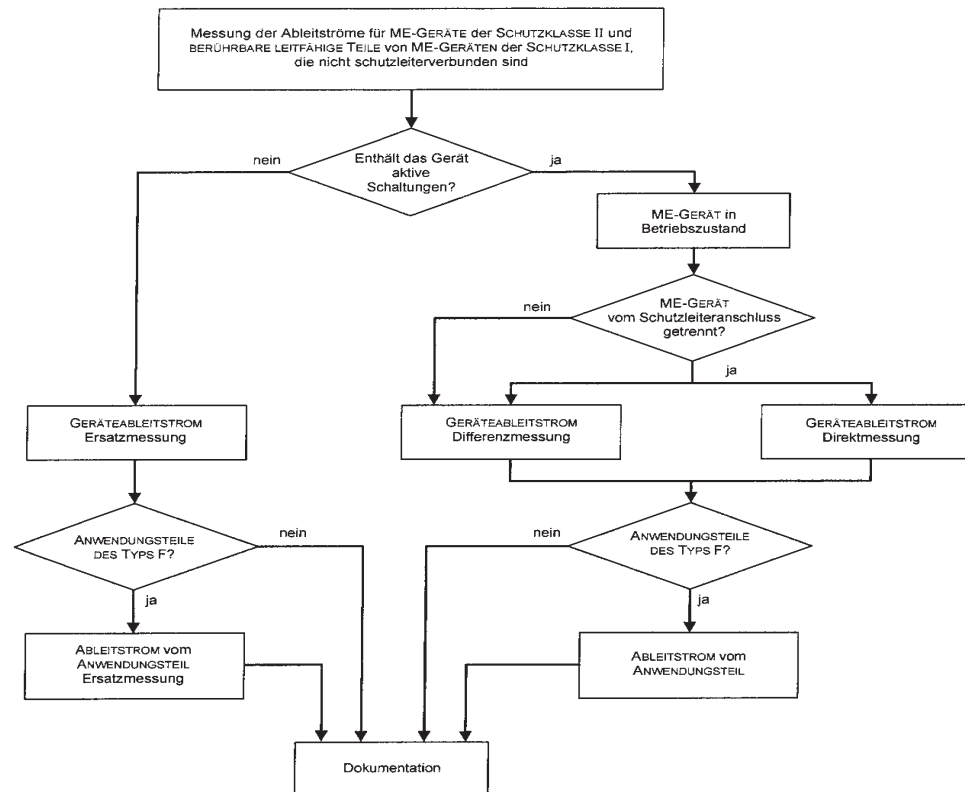 Messung der Ableitströme für ME-GERÄTE der SCHUTZKLASSE II und
BERÜHRBARE LEITFÄHIGE TEILE von ME-GERÄTEN der SCHUTZKLASSE I,
die nicht schutzleiterverbunden sind
nein
Enthält das Gerät
aktive
Schaltungen?
ja
ME-GERÄT in
Betriebszustand
nein
ME-GERÄT
vom Schutzleiteranschluss
getrennt?
ja
GERÄTEABLEITSTROM
Ersatzmessung
GERÄTEABLEITSTROM
Differenzmessung
GERÄTEABLEITSTROM
Direktmessung
ANWENDUNGSTEILE
DES TYPS F?
nein
ja
nein
ANWENDUNGSTEILE
DES TYPS F?
ja
ABLEITSTROM vom
ANWENDUNGSTEIL
Ersatzmessung
ABLEITSTROM vom
ANWENDUNGSTEIL
Dokumentation